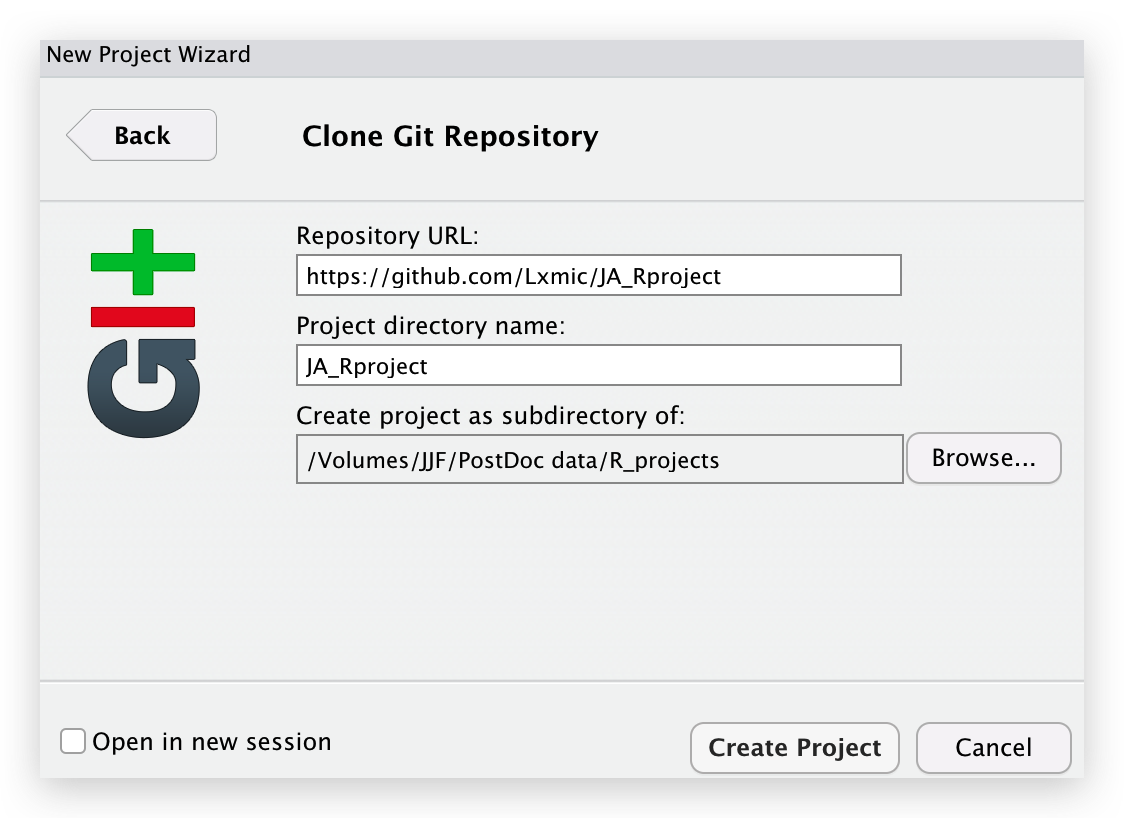 New Project Wizard
Back
Clone Git Repository
Repository URL:
https://github.com/Lxmic/JA_Rproject
Project directory name:
JA_Rproject
Create project as subdirectory of:
/Volumes/JJF/PostDoc data/R_projects
Browse...
Open in new session
Create Project
Cancel